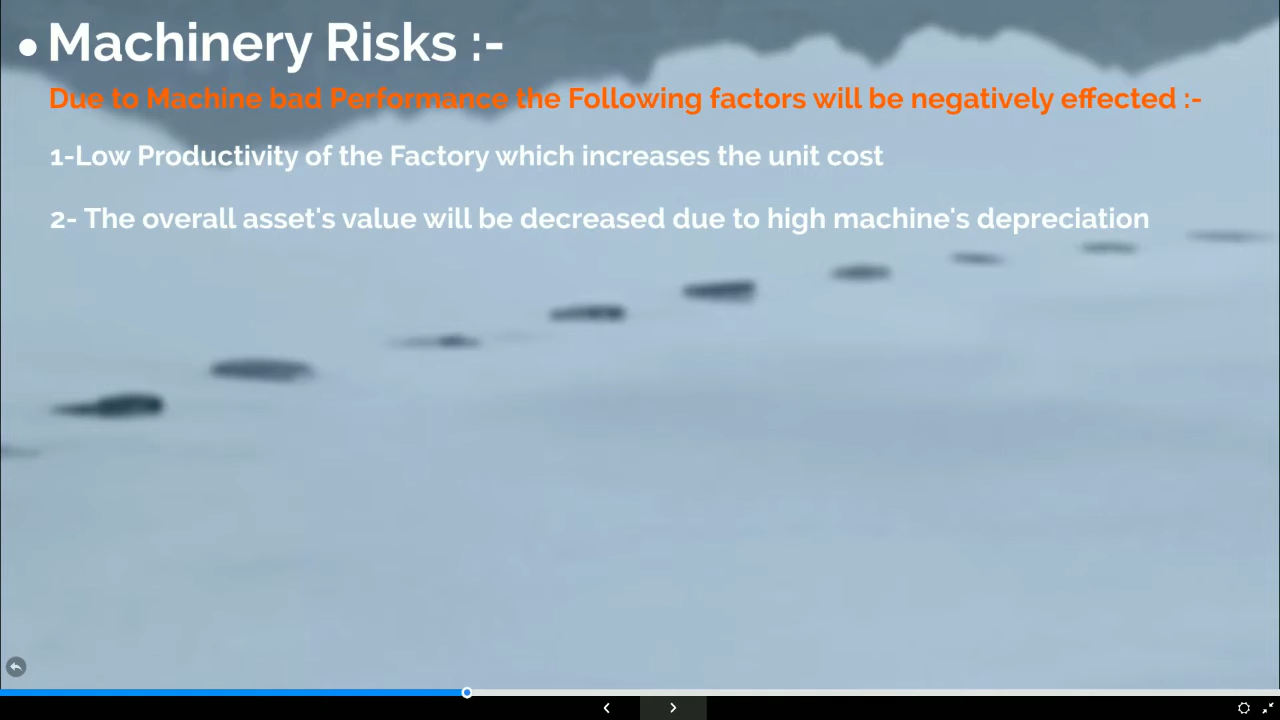 • Machinery Risks :-
Due to Machine bad Performance the Following factors will be negatively effected :-
1-Low Productivity of the Factory which increases the unit cost
2- The overall asset's value will be decreased due to high machine's depreciation